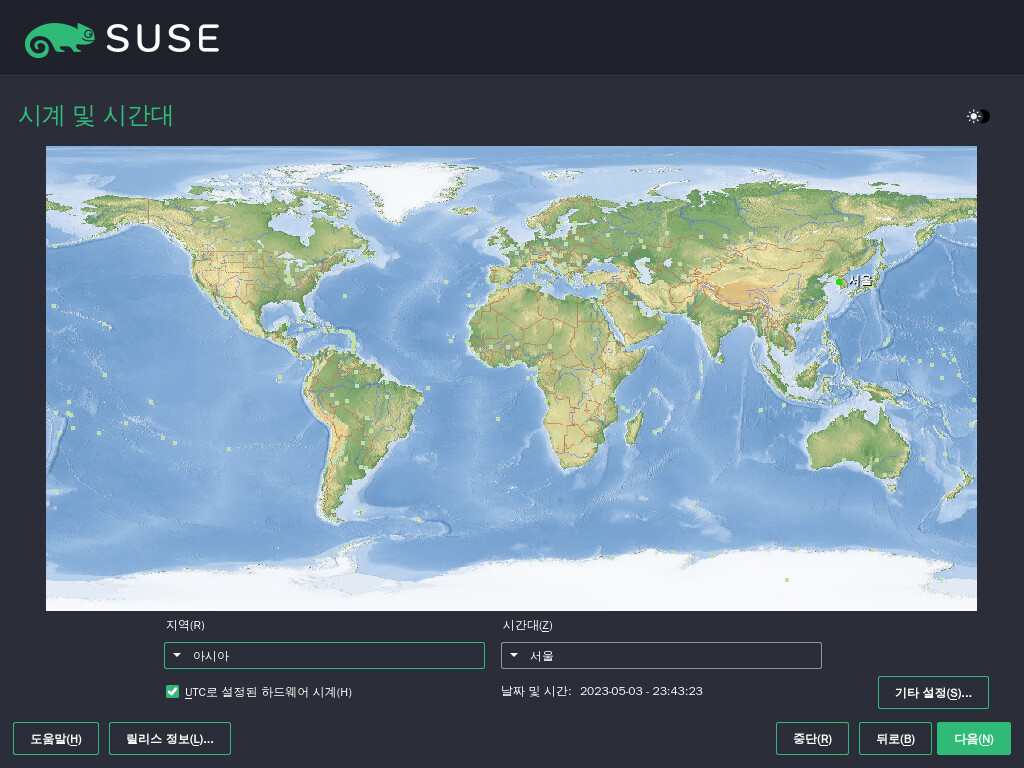 SUSE
시계 및 시간대
서울
지역(R)
시간대(Z)
아시아
서울
UTC로 설정된 하드웨어 시계(H)
날짜 및 시간: 2023-05-03 - 23:43:23
기타 설정(S)...
도움말(H)
릴리스 정보(L)...
중단(R)
뒤로(B)
다음(N)